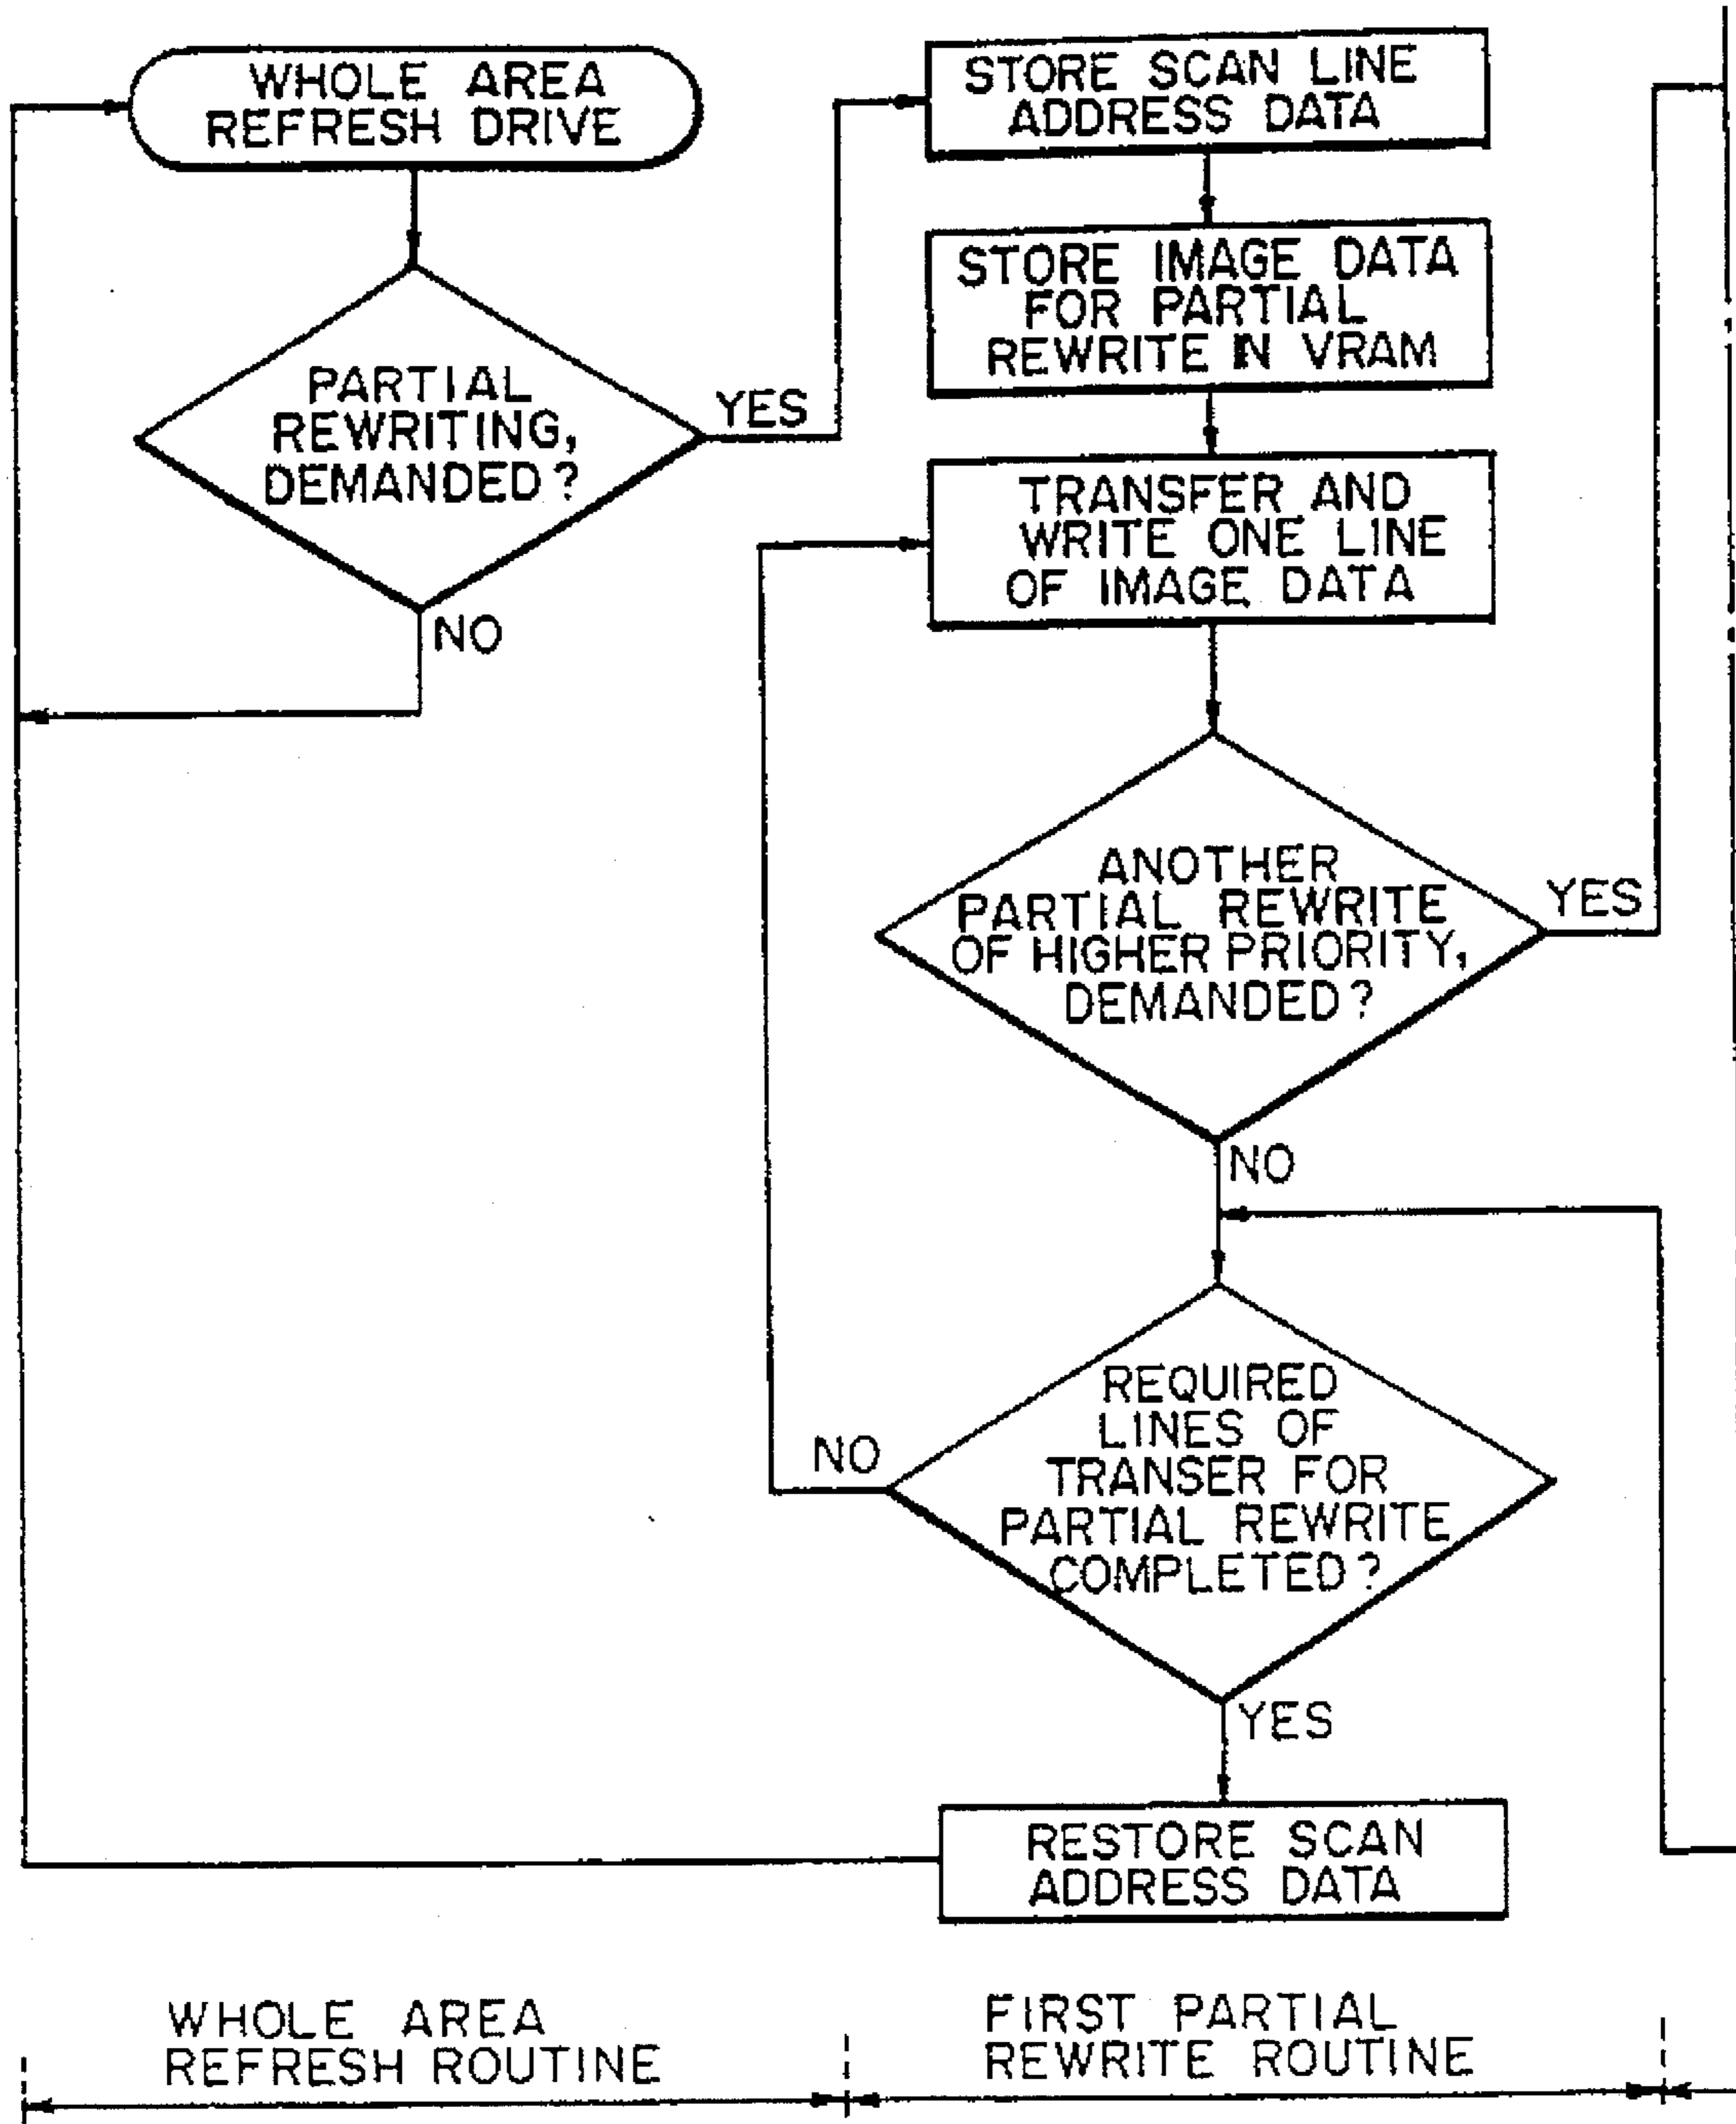 WHOLE AREA
REFRESH DRIVE
PARTIAL
REWRITING,
DEMANDED?
YES
NO
STORE SCAN LINE
ADDRESS DATA
STORE IMAGE DATA
FOR PARTIAL
REWRITE IN VRAM
TRANSFER AND
WRITE ONE LINE
OF IMAGE DATA
ANOTHER
PARTIAL REWRITE
OF HIGHER PRIORITY,
DEMANDED?
YES
NO
REQUIRED
LINES OF
TRANSER FOR
PARTIAL REWRITE
COMPLETED?
NO
YES
RESTORE SCAN
ADDRESS DATA
WHOLE AREA
REFRESH ROUTINE
FIRST PARTIAL
REWRITE ROUTINE